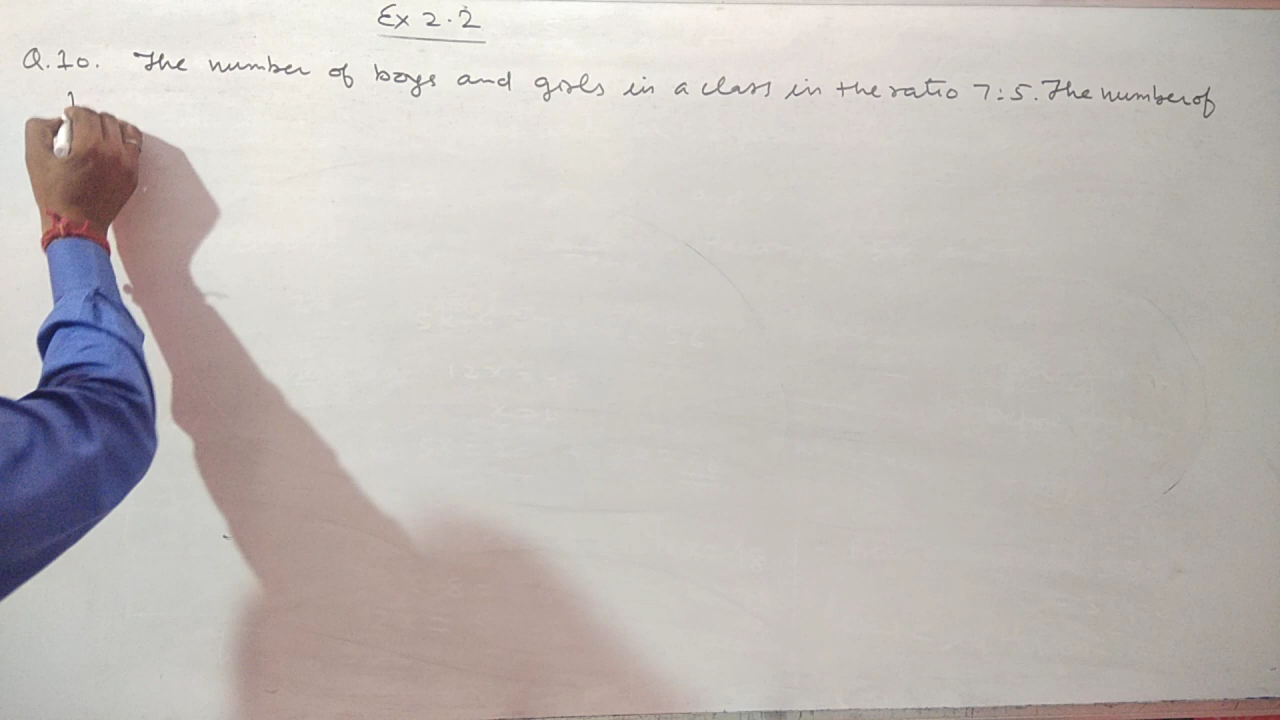 Ex 2.2
Q.10. The number of boys and girls in a class in the ratio 7:5. The number of